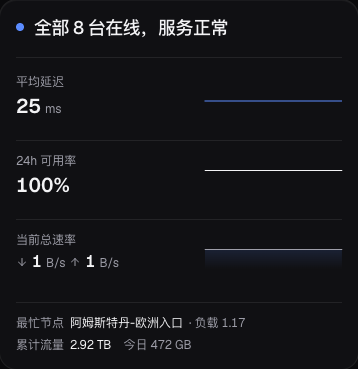 全部 8 台在线，服务正常
平均延迟
25 ms
24h 可用率
100%
当前总速率
↓ 1 B/s ↑ 1 B/s
最忙节点 阿姆斯特丹-欧洲入口 · 负载 1.17
累计流量 2.92 TB 今日 472 GB